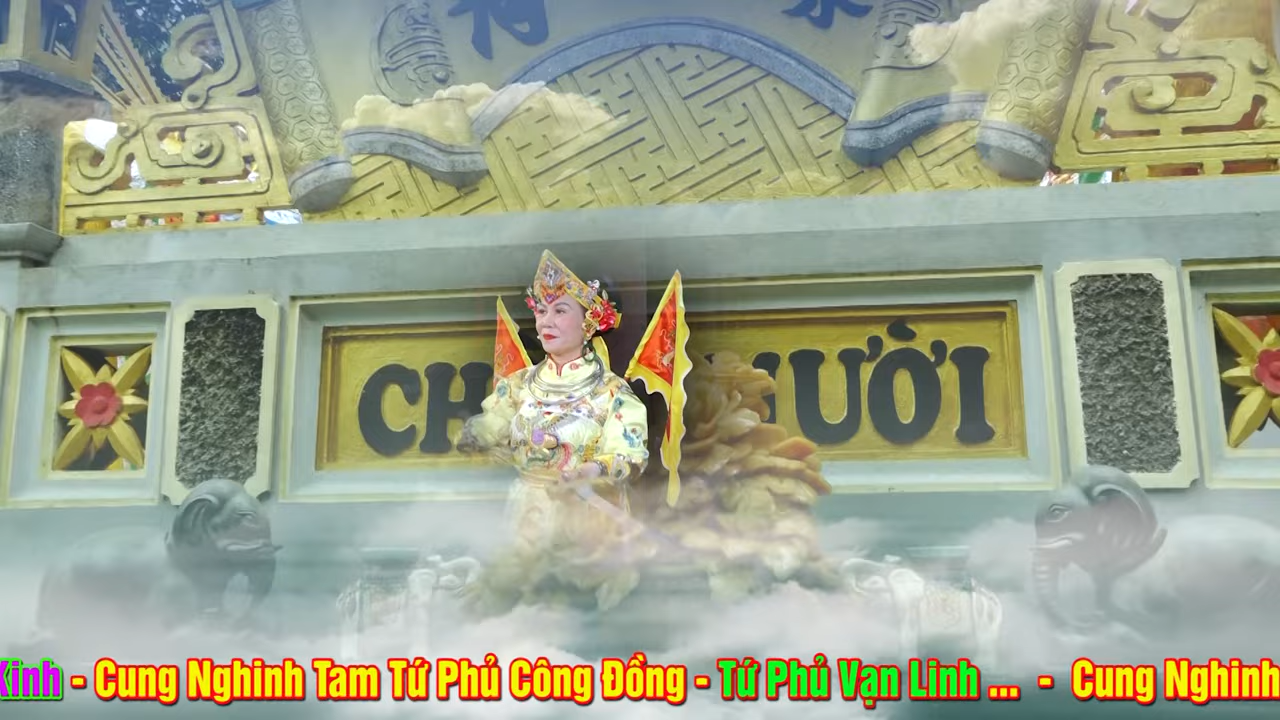 CH ƯỜI
Kinh - Cung Nghinh Tam Tứ Phủ Công Đồng - Tứ Phủ Vạn Linh ... - Cung Nghinh